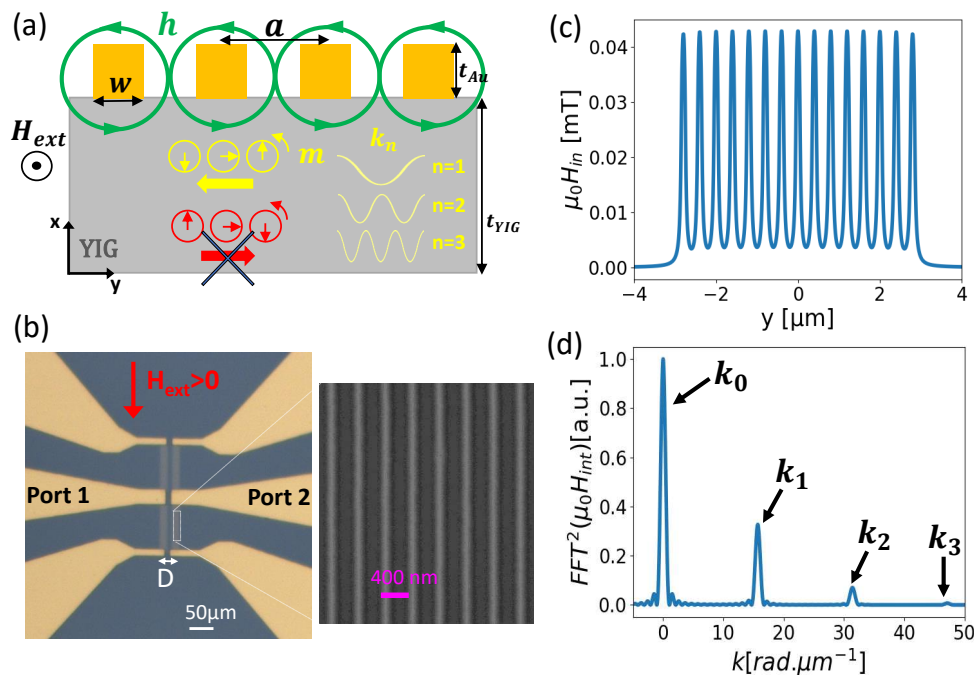 (a)
h
a
w
t_Au
H_ext
m
k_n
n=1
n=2
n=3
t_YIG
x
YIG
y
(b)
H_ext>0
Port 1
Port 2
D
50μm
400 nm
(c)
μ₀H_in [mT]
0.04
0.03
0.02
0.01
0.00
−4
−2
0
2
4
y [μm]
(d)
FFT²(μ₀H_int)[a.u.]
1.0
0.8
0.6
0.4
0.2
0.0
k₀
k₁
k₂
k₃
0
10
20
30
40
50
k[rad.μm⁻¹]